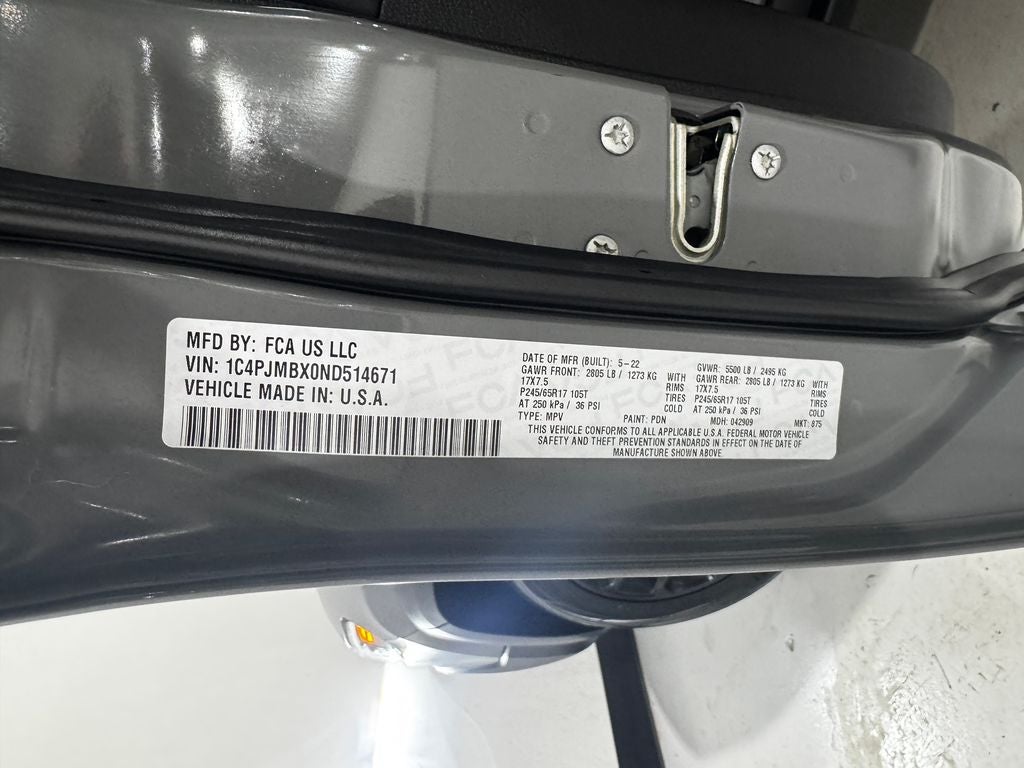 MFD BY: FCA US LLC
VIN: 1C4PJMBX0ND514671
VEHICLE MADE IN: U.S.A.
DATE OF MFR (BUILT): 5-22
GAWR FRONT: 2805 LB / 1273 KG WITH
17X7.5 RIMS
P245/65R17 105T TIRES
AT 250 kPa / 36 PSI COLD
TYPE: MPV
GVWR: 5500 LB / 2495 KG
GAWR REAR: 2805 LB / 1273 KG WITH
17X7.5 RIMS
P245/65R17 105T TIRES
AT 250 kPa / 36 PSI COLD
PAINT: PDN MDH: 042909 MKT: 875
THIS VEHICLE CONFORMS TO ALL APPLICABLE U.S.A. FEDERAL MOTOR VEHICLE
SAFETY AND THEFT PREVENTION STANDARDS IN EFFECT ON THE DATE OF
MANUFACTURE SHOWN ABOVE.